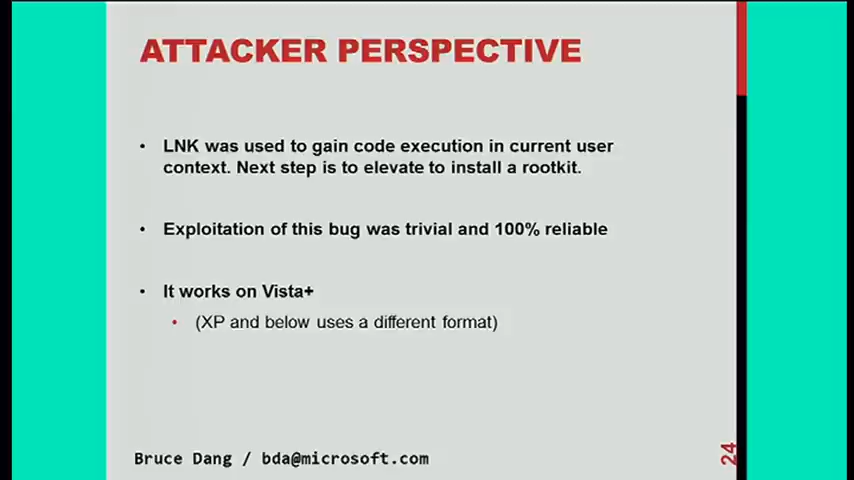 ATTACKER PERSPECTIVE
• LNK was used to gain code execution in current user
context. Next step is to elevate to install a rootkit.
• Exploitation of this bug was trivial and 100% reliable
• It works on Vista+
• (XP and below uses a different format)
Bruce Dang / bda@microsoft.com
24